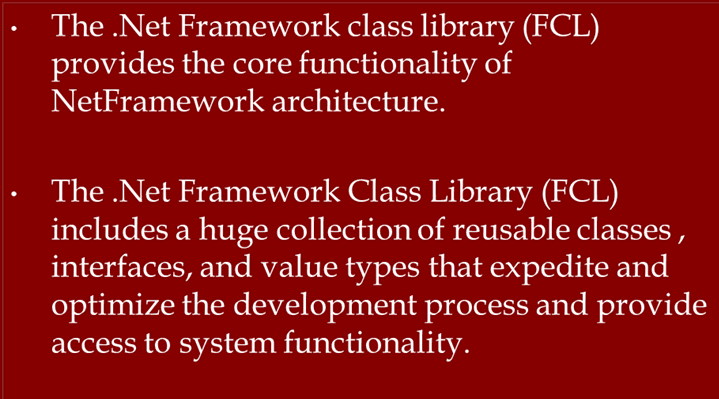 • The .Net Framework class library (FCL)
provides the core functionality of
NetFramework architecture.
• The .Net Framework Class Library (FCL)
includes a huge collection of reusable classes ,
interfaces, and value types that expedite and
optimize the development process and provide
access to system functionality.